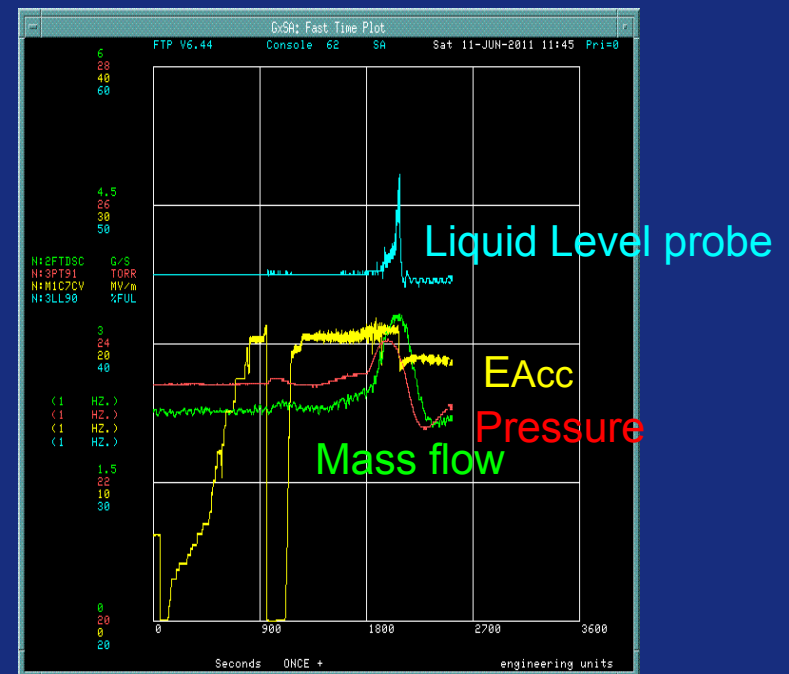 GxSA: Fast Time Plot
FTP V6.44 Console 62 SA Sat 11-JUN-2011 11:45 Pri=0
6
28
40
60
4.5
26
30
50
Liquid Level probe
N:2FTDSC G/S
N:3PT91 TORR
N:M1C7CV MV/m
N:3LL90 %FUL
3
24
20
40
EAcc
(1 HZ.)
(1 HZ.)
(1 HZ.)
(1 HZ.)
Pressure
Mass flow
1.5
22
10
30
0
20
0
20
0 900 1800 2700 3600
Seconds ONCE + engineering units